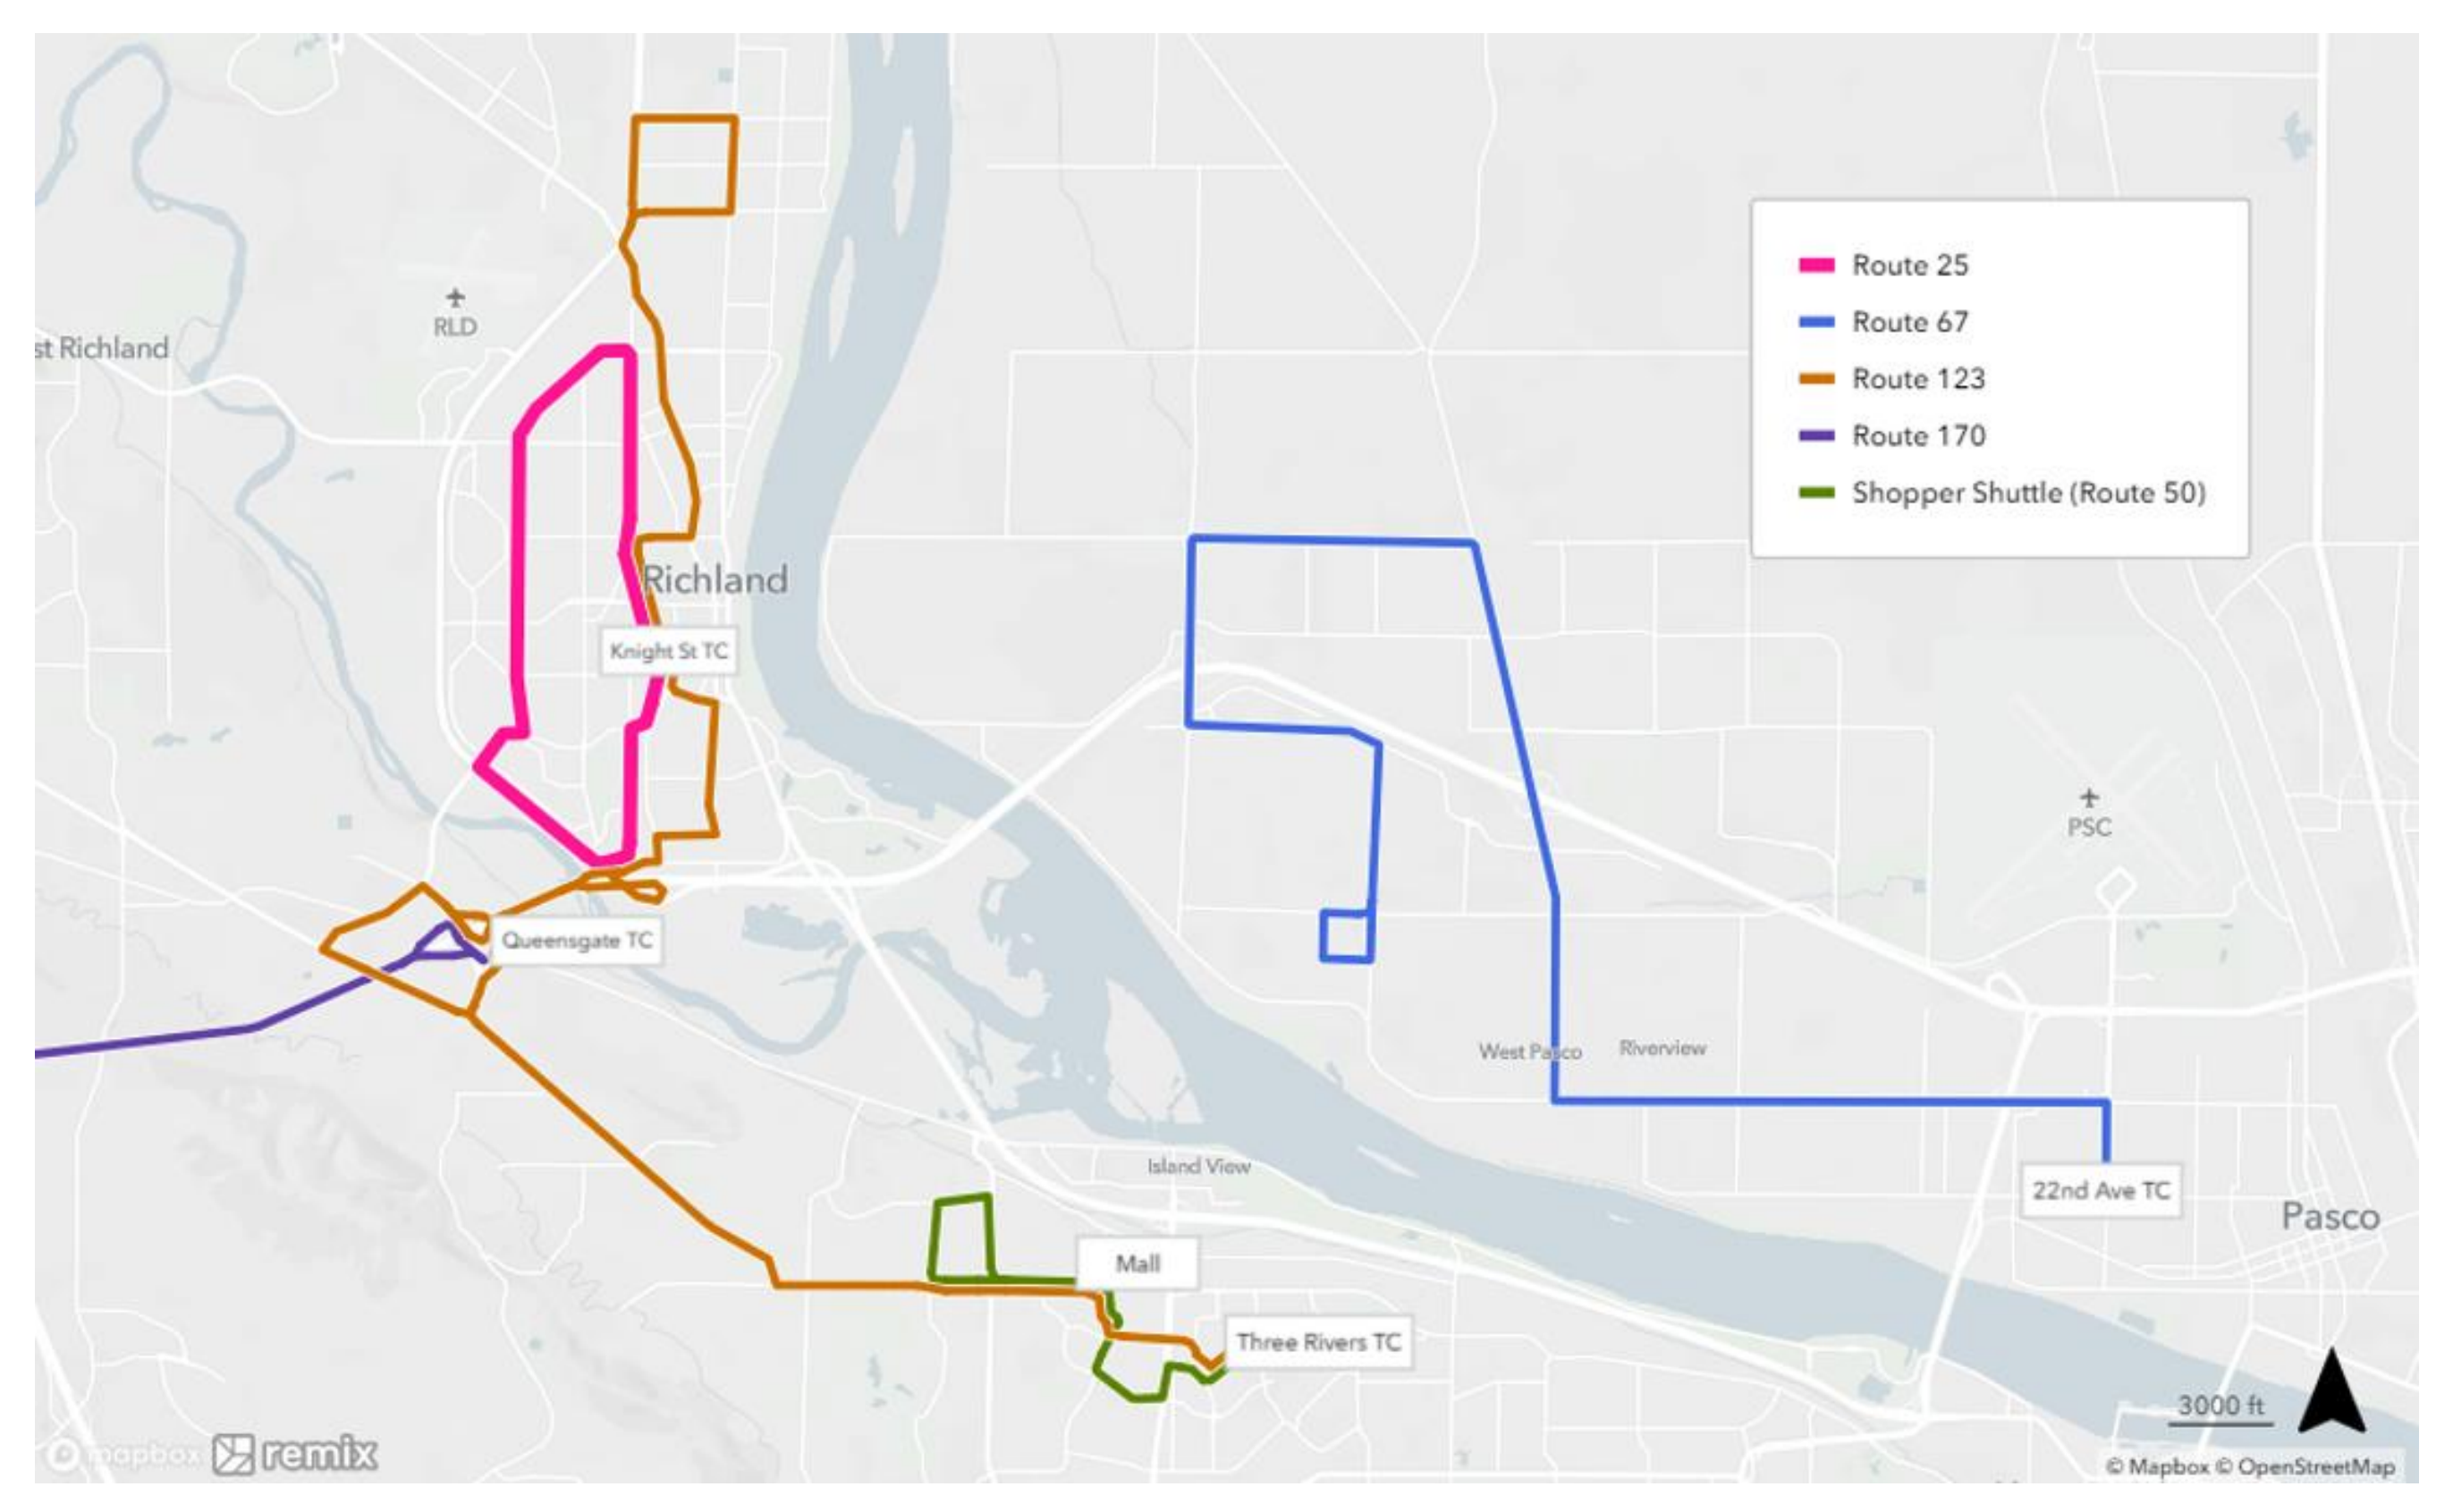 Route 25
Route 67
Route 123
Route 170
Shopper Shuttle (Route 50)
RLD
st Richland
Richland
Knight St TC
PSC
Queensgate TC
West Pasco
Riverview
Island View
22nd Ave TC
Pasco
Mall
Three Rivers TC
3000 ft
mapbox
remix
© Mapbox © OpenStreetMap